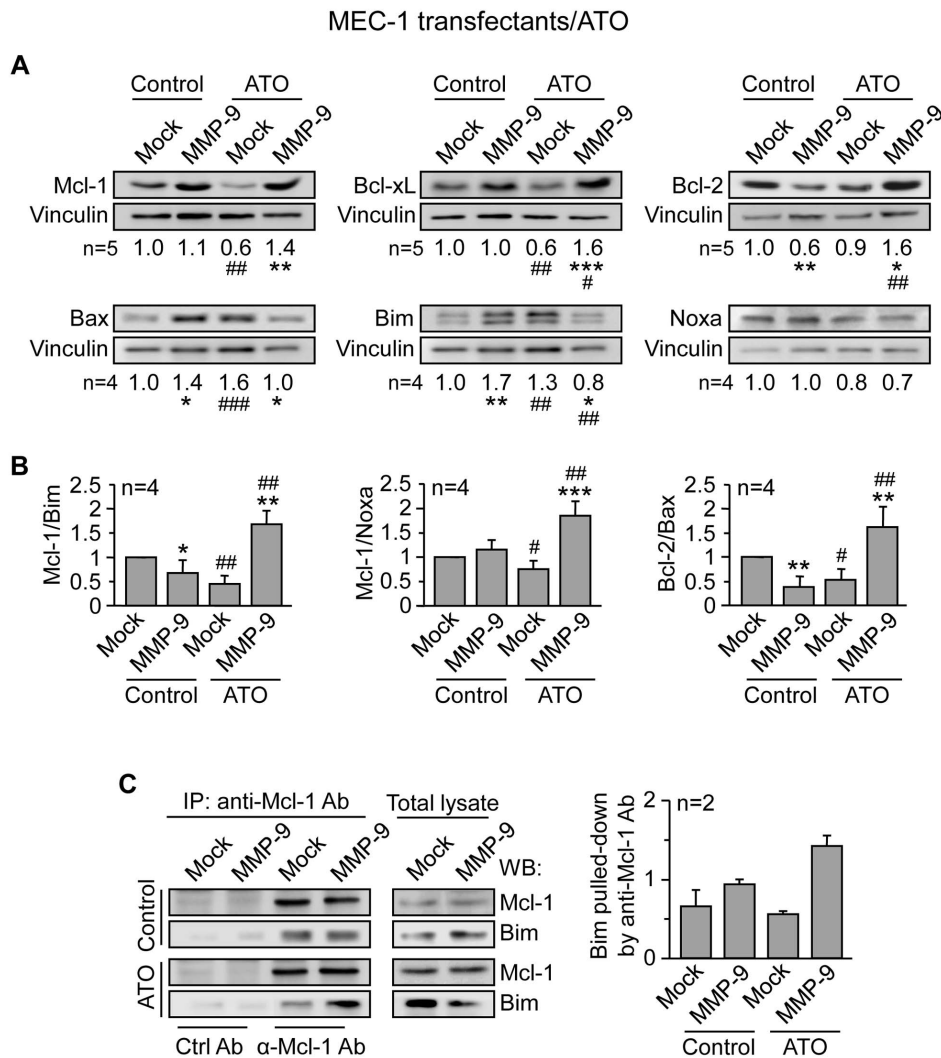 MEC-1 transfectants/ATO
A
Control ATO Control ATO Control ATO
Mock MMP-9 Mock MMP-9 Mock MMP-9 Mock MMP-9 Mock MMP-9 Mock MMP-9
Mcl-1 Bcl-xL Bcl-2
Vinculin Vinculin Vinculin
n=5 1.0 1.1 0.6 1.4 n=5 1.0 1.0 0.6 1.6 n=5 1.0 0.6 0.9 1.6
## ** ## *** ** *
# ##
Bax Bim Noxa
Vinculin Vinculin Vinculin
n=4 1.0 1.4 1.6 1.0 n=4 1.0 1.7 1.3 0.8 n=4 1.0 1.0 0.8 0.7
* ### * ** ## *
##
B
Mcl-1/Bim
2.5
2
1
0.5
0
n=4
* ## ## **
Mock MMP-9 Mock MMP-9
Control ATO
Mcl-1/Noxa
2.5
2
1
0.5
0
n=4
# ## ***
Mock MMP-9 Mock MMP-9
Control ATO
Bcl-2/Bax
2.5
2
1
0.5
0
n=4
** # ## **
Mock MMP-9 Mock MMP-9
Control ATO
C
IP: anti-Mcl-1 Ab Total lysate
Mock MMP-9 Mock MMP-9 Mock MMP-9 WB:
Control
Mcl-1
Bim
ATO
Mcl-1
Bim
Ctrl Ab α-Mcl-1 Ab
Bim pulled-down
by anti-Mcl-1 Ab
2
1
0
n=2
Mock MMP-9 Mock MMP-9
Control ATO